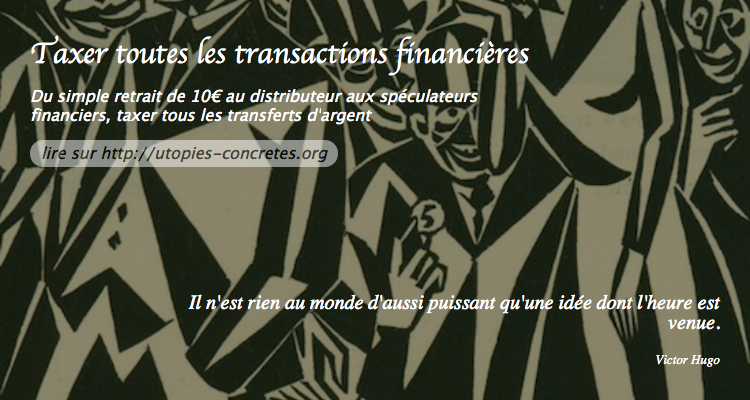 Taxer toutes les transactions financières
Du simple retrait de 10€ au distributeur aux spéculateurs
financiers, taxer tous les transferts d'argent
lire sur http://utopies-concretes.org
5
Il n'est rien au monde d'aussi puissant qu'une idée dont l'heure est
venue.
Victor Hugo